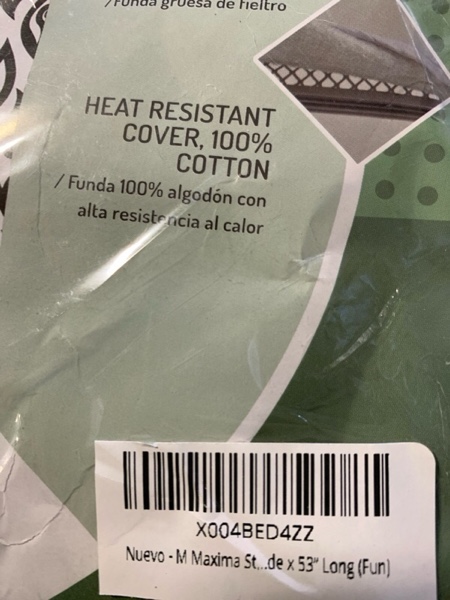 /Funda gruesa de fieltro
HEAT RESISTANT
COVER, 100%
COTTON
/ Funda 100% algodón con
alta resistencia al calor
X004BED4ZZ
Nuevo - M Maxima St...de x 53” Long (Fun)